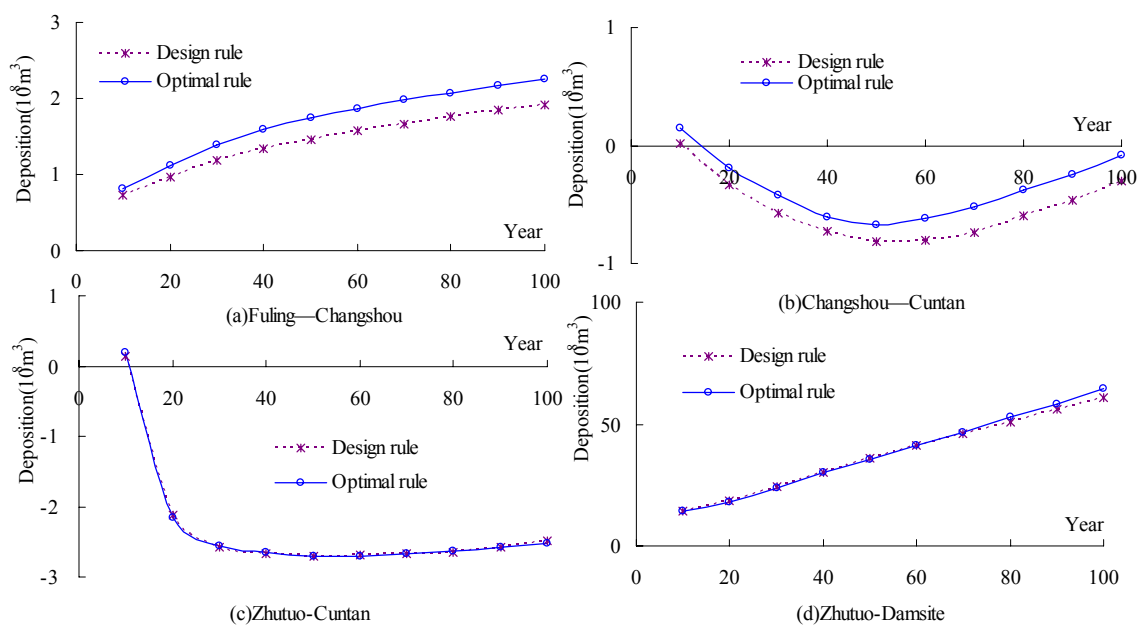 3
2
1
0
Deposition(10⁸m³)
Design rule
Optimal rule
Year
0 20 40 60 80 100
(a)Fuling—Changshou
1
0
-1
Deposition(10⁸m³)
Design rule
Optimal rule
Year
0 20 40 60 80 100
(b)Changshou—Cuntan
1
0
-1
-2
-3
Deposition(10⁸m³)
Year
0 20 40 60 80 100
Design rule
Optimal rule
(c)Zhutuo-Cuntan
100
50
0
Deposition(10⁸m³)
Design rule
Optimal rule
Year
0 20 40 60 80 100
(d)Zhutuo-Damsite